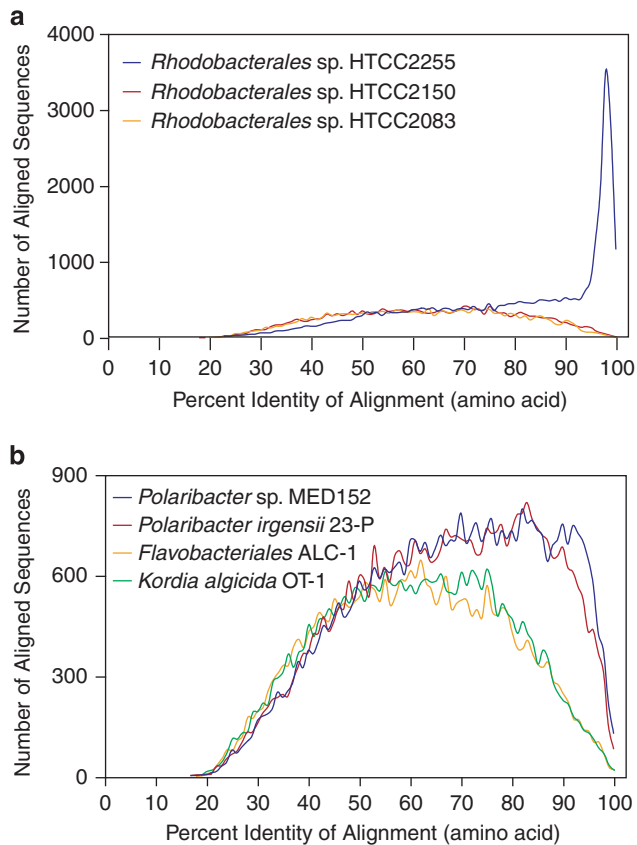 a
Number of Aligned Sequences
4000
3000
2000
1000
0
Rhodobacterales sp. HTCC2255
Rhodobacterales sp. HTCC2150
Rhodobacterales sp. HTCC2083
0 10 20 30 40 50 60 70 80 90 100
Percent Identity of Alignment (amino acid)
b
Number of Aligned Sequences
900
600
300
0
Polaribacter sp. MED152
Polaribacter irgensii 23-P
Flavobacteriales ALC-1
Kordia algicida OT-1
0 10 20 30 40 50 60 70 80 90 100
Percent Identity of Alignment (amino acid)